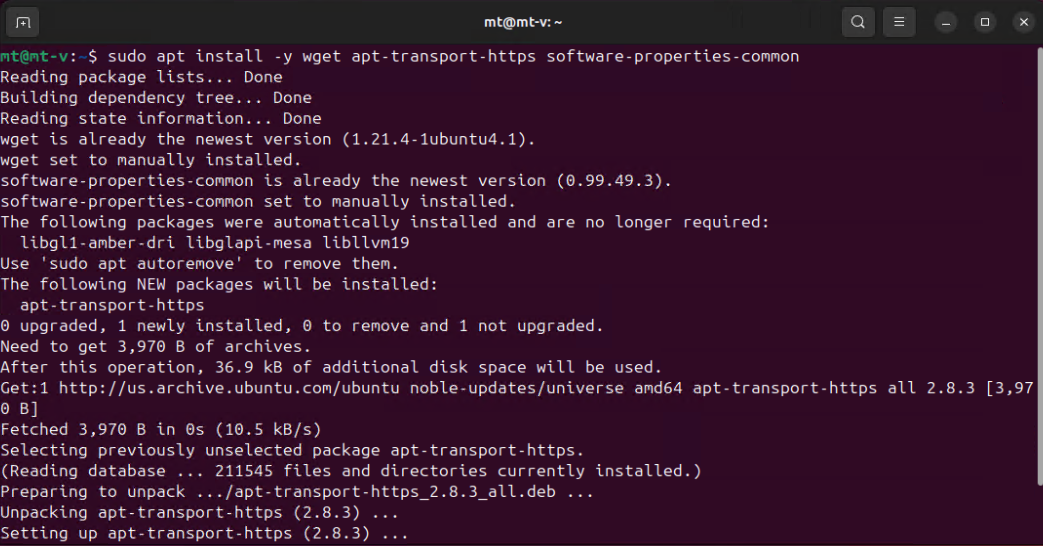 mt@mt-v: ~
mt@mt-v:~$ sudo apt install -y wget apt-transport-https software-properties-common
Reading package lists... Done
Building dependency tree... Done
Reading state information... Done
wget is already the newest version (1.21.4-1ubuntu4.1).
wget set to manually installed.
software-properties-common is already the newest version (0.99.49.3).
software-properties-common set to manually installed.
The following packages were automatically installed and are no longer required:
  libgl1-amber-dri libglapi-mesa libllvm19
Use 'sudo apt autoremove' to remove them.
The following NEW packages will be installed:
  apt-transport-https
0 upgraded, 1 newly installed, 0 to remove and 1 not upgraded.
Need to get 3,970 B of archives.
After this operation, 36.9 kB of additional disk space will be used.
Get:1 http://us.archive.ubuntu.com/ubuntu noble-updates/universe amd64 apt-transport-https all 2.8.3 [3,97
0 B]
Fetched 3,970 B in 0s (10.5 kB/s)
Selecting previously unselected package apt-transport-https.
(Reading database ... 211545 files and directories currently installed.)
Preparing to unpack .../apt-transport-https_2.8.3_all.deb ...
Unpacking apt-transport-https (2.8.3) ...
Setting up apt-transport-https (2.8.3) ...